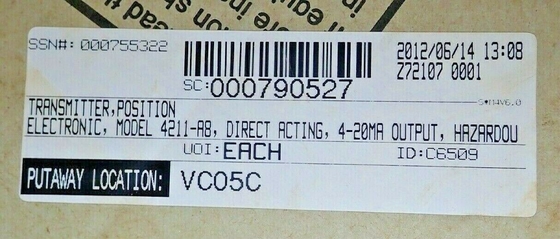 SSN#: 000755322
2012/06/14 13:08
SC:000790527
Z72107 0001
TRANSMITTER,POSITION
ELECTRONIC, MODEL 4211-A8, DIRECT ACTING, 4-20MA OUTPUT, HAZARDOU
UOI:EACH ID:C6509
PUTAWAY LOCATION: VC05C